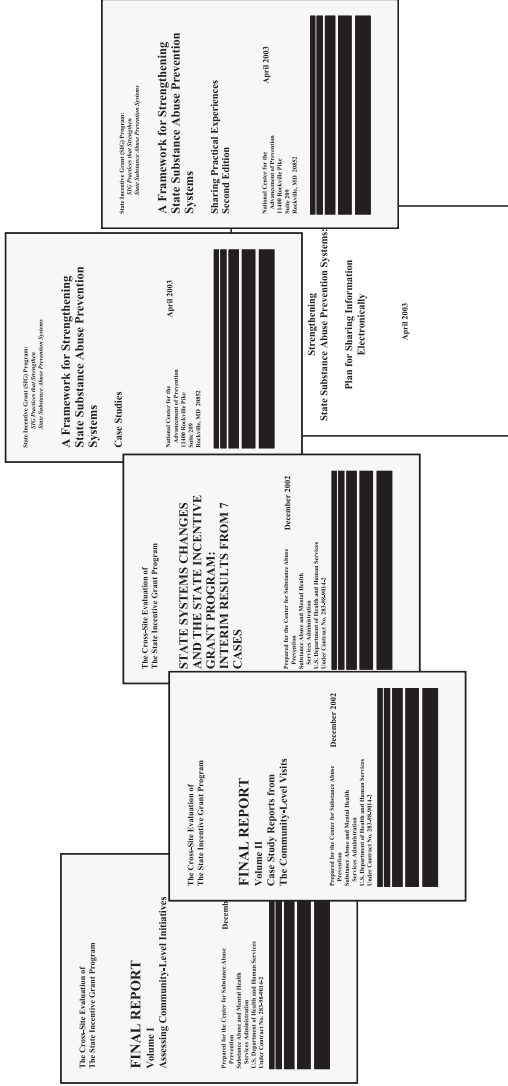 The Cross-Site Evaluation of
The State Incentive Grant Program
FINAL REPORT
Volume I
Assessing Community-Level Initiatives
Decemb
Prepared for the Center for Substance Abuse
Prevention
Substance Abuse and Mental Health
Services Administration
U.S. Department of Health and Human Services
Under Contract No. 283-98-9014-2
The Cross-Site Evaluation of
The State Incentive Grant Program
FINAL REPORT
Volume II
Case Study Reports from
The Community-Level Visits
December 2002
Prepared for the Center for Substance Abuse
Prevention
Substance Abuse and Mental Health
Services Administration
U.S. Department of Health and Human Services
Under Contract No. 283-98-9014-2
The Cross-Site Evaluation of
The State Incentive Grant Program
STATE SYSTEMS CHANGES
AND THE STATE INCENTIVE
GRANT PROGRAM:
INTERIM RESULTS FROM 7
CASES
December 2002
Prepared for the Center for Substance Abuse
Prevention
Substance Abuse and Mental Health
Services Administration
U.S. Department of Health and Human Services
Under Contract No. 283-98-9014-2
State Incentive Grant (SIG) Program:
SIG Practices that Strengthen
State Substance Abuse Prevention Systems
A Framework for Strengthening
State Substance Abuse Prevention
Systems
Case Studies
April 2003
National Center for the
Advancement of Prevention
11400 Rockville Pike
Suite 209
Rockville, MD 20852
Strengthening
State Substance Abuse Prevention Systems:
Plan for Sharing Information
Electronically
April 2003
State Incentive Grant (SIG) Program:
SIG Practices that Strengthen
State Substance Abuse Prevention Systems
A Framework for Strengthening
State Substance Abuse Prevention
Systems
Sharing Practical Experiences
Second Edition
April 2003
National Center for the
Advancement of Prevention
11400 Rockville Pike
Suite 209
Rockville, MD 20852